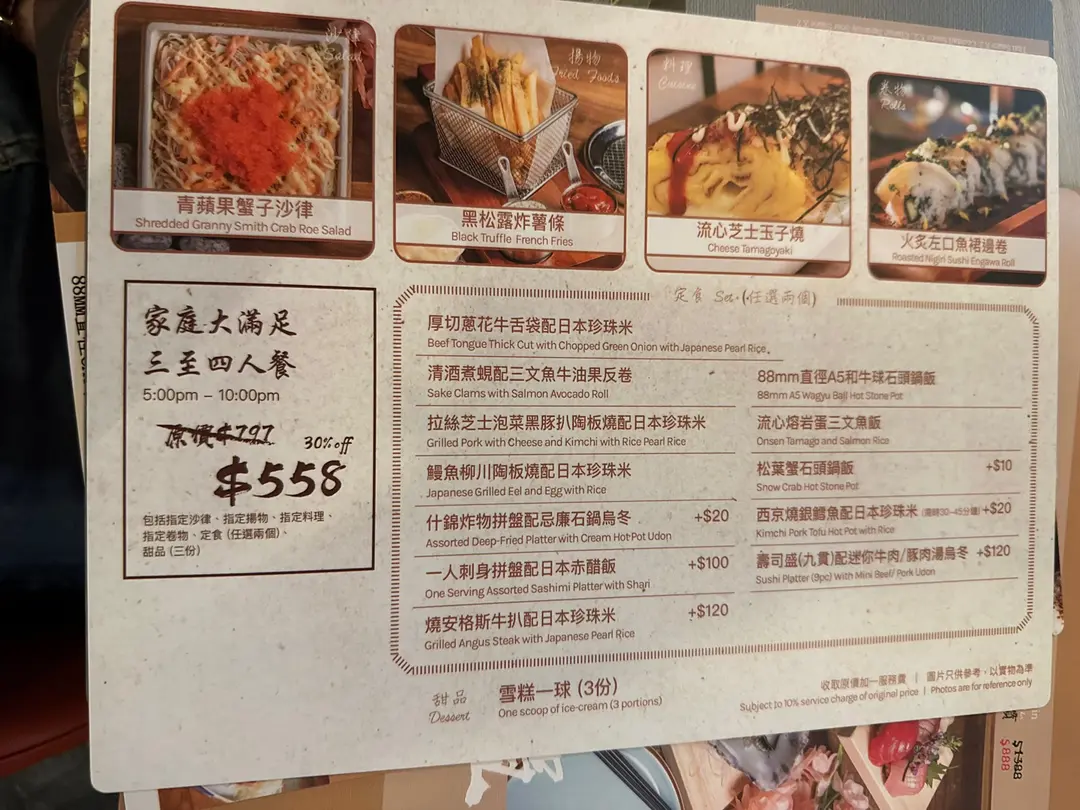 沙律
Salad
青蘋果蟹子沙律
Shredded Granny Smith Crab Roe Salad
揚物
Fried Foods
黑松露炸薯條
Black Truffle French Fries
料理
Cuisine
流心芝士玉子燒
Cheese Tamagoyaki
卷物
Rolls
火炙左口魚裙邊卷
Roasted Nigiri Sushi Engawa Roll
家庭大滿足
三至四人餐
5:00pm – 10:00pm
原價$797
30% off
$558
包括指定沙律、指定揚物、指定料理、
指定卷物、定食 (任選兩個)、
甜品 (三份)
定食 Set (任選兩個)
厚切蔥花牛舌袋配日本珍珠米
Beef Tongue Thick Cut with Chopped Green Onion with Japanese Pearl Rice
清酒煮蜆配三文魚牛油果反卷
Sake Clams with Salmon Avocado Roll
拉絲芝士泡菜黑豚扒陶板燒配日本珍珠米
Grilled Pork with Cheese and Kimchi with Rice Pearl Rice
鰻魚柳川陶板燒配日本珍珠米
Japanese Grilled Eel and Egg with Rice
什錦炸物拼盤配忌廉石鍋烏冬 +$20
Assorted Deep-Fried Platter with Cream Hot Pot Udon
一人刺身拼盤配日本赤醋飯 +$100
One Serving Assorted Sashimi Platter with Shari
燒安格斯牛扒配日本珍珠米 +$120
Grilled Angus Steak with Japanese Pearl Rice
88mm直徑A5和牛球石頭鍋飯
88mm A5 Wagyu Ball Hot Stone Pot
流心熔岩蛋三文魚飯
Onsen Tamago and Salmon Rice
松葉蟹石頭鍋飯 +$10
Snow Crab Hot Stone Pot
西京燒銀鱈魚配日本珍珠米 (需時30-45分鐘) +$20
Kimchi Pork Tofu Hot Pot with Rice
壽司盛(九貫)配迷你牛肉/豚肉湯烏冬 +$120
Sushi Platter (9pc) with Mini Beef/ Pork Udon
甜品
Dessert
雪糕一球 (3份)
One scoop of ice-cream (3 portions)
收取原價加一服務費 | 圖片只供參考，以實物為準
Subject to 10% service charge of original price | Photos are for reference only
$1388
$888